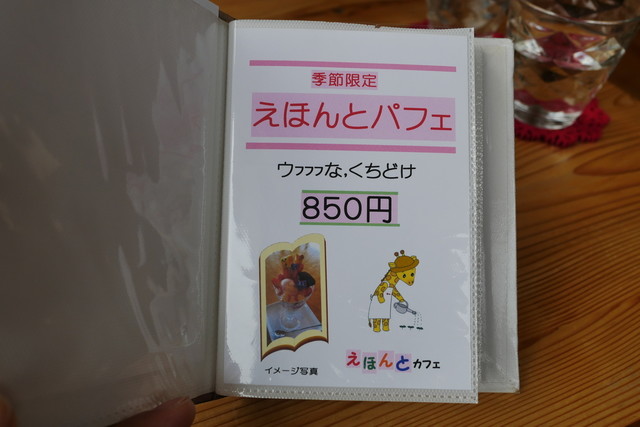 季節限定
えほんとパフェ
ウフフフな,くちどけ
850円
イメージ写真
えほんとカフェ